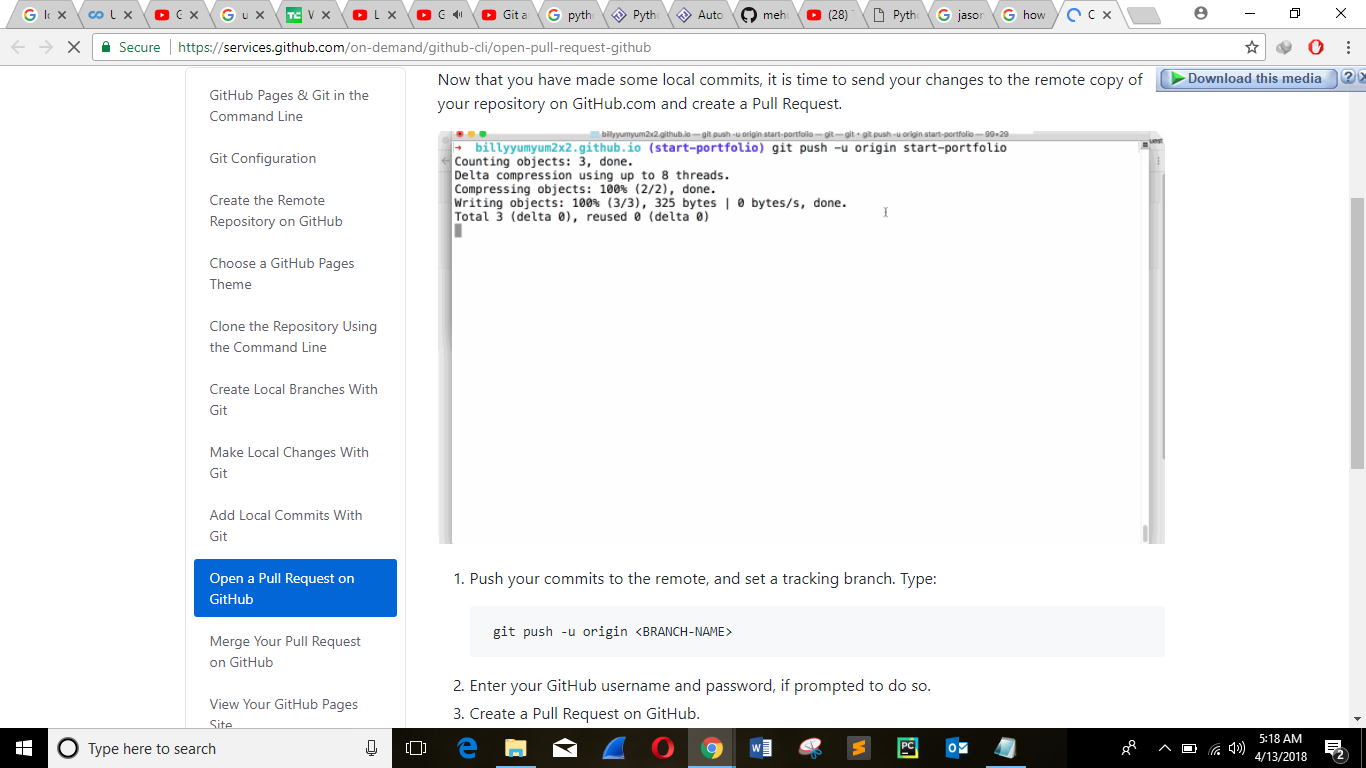 lo
U
G
u
V
L
G
Git a
pyth
Pyth
Auto
meh
(28)
Pyth
jason
how
C
Secure
https://services.github.com/on-demand/github-cli/open-pull-request-github
Download this media
?
GitHub Pages & Git in the
Command Line
Git Configuration
Create the Remote
Repository on GitHub
Choose a GitHub Pages
Theme
Clone the Repository Using
the Command Line
Create Local Branches With
Git
Make Local Changes With
Git
Add Local Commits With
Git
Open a Pull Request on
GitHub
Merge Your Pull Request
on GitHub
View Your GitHub Pages
Site
Now that you have made some local commits, it is time to send your changes to the remote copy of
your repository on GitHub.com and create a Pull Request.
billyyumyum2x2.github.io — git push -u origin start-portfolio — git — git • git push -u origin start-portfolio — 99×29
→ billyyumyum2x2.github.io (start-portfolio) git push -u origin start-portfolio
Counting objects: 3, done.
Delta compression using up to 8 threads.
Compressing objects: 100% (2/2), done.
Writing objects: 100% (3/3), 325 bytes | 0 bytes/s, done.
Total 3 (delta 0), reused 0 (delta 0)
1. Push your commits to the remote, and set a tracking branch. Type:
git push -u origin <BRANCH-NAME>
2. Enter your GitHub username and password, if prompted to do so.
3. Create a Pull Request on GitHub.
Type here to search
5:18 AM
4/13/2018
2